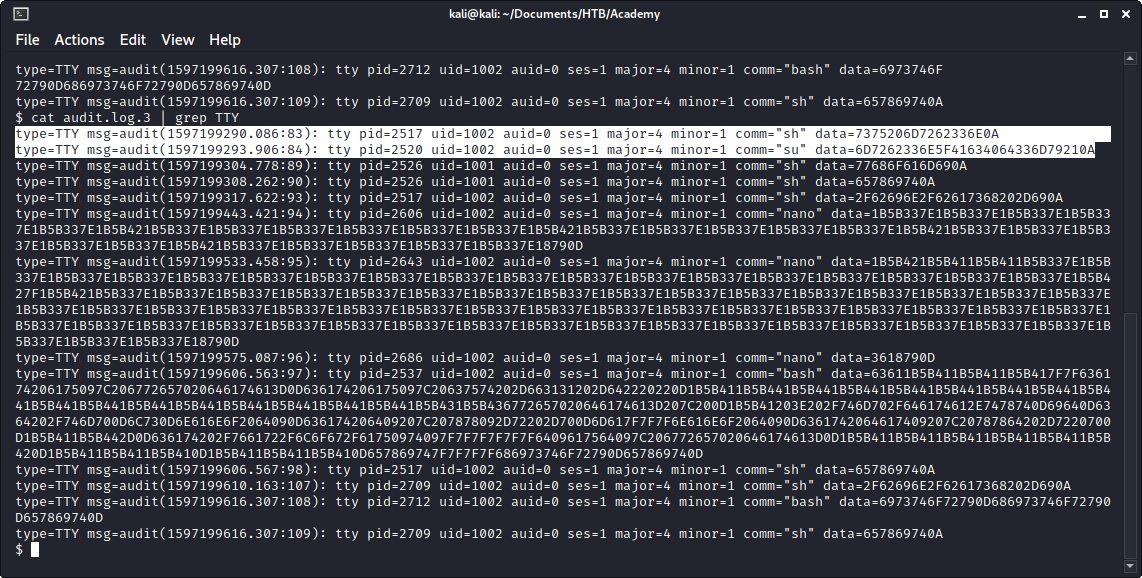 kali@kali: ~/Documents/HTB/Academy
File Actions Edit View Help
type=TTY msg=audit(1597199616.307:108): tty pid=2712 uid=1002 auid=0 ses=1 major=4 minor=1 comm="bash" data=6973746F
72790D686973746F72790D657869740D
type=TTY msg=audit(1597199616.307:109): tty pid=2709 uid=1002 auid=0 ses=1 major=4 minor=1 comm="sh" data=657869740A
$ cat audit.log.3 | grep TTY
type=TTY msg=audit(1597199290.086:83): tty pid=2517 uid=1002 auid=0 ses=1 major=4 minor=1 comm="sh" data=7375206D7262336E0A
type=TTY msg=audit(1597199293.906:84): tty pid=2520 uid=1002 auid=0 ses=1 major=4 minor=1 comm="su" data=6D7262336E5F41634064336D79210A
type=TTY msg=audit(1597199304.778:89): tty pid=2526 uid=1001 auid=0 ses=1 major=4 minor=1 comm="sh" data=77686F616D690A
type=TTY msg=audit(1597199308.262:90): tty pid=2526 uid=1001 auid=0 ses=1 major=4 minor=1 comm="sh" data=657869740A
type=TTY msg=audit(1597199317.622:93): tty pid=2517 uid=1002 auid=0 ses=1 major=4 minor=1 comm="sh" data=2F62696E2F62617368202D690A
type=TTY msg=audit(1597199443.421:94): tty pid=2606 uid=1002 auid=0 ses=1 major=4 minor=1 comm="nano" data=1B5B337E1B5B337E1B5B337E1B5B33
7E1B5B337E1B5B421B5B337E1B5B337E1B5B337E1B5B337E1B5B337E1B5B421B5B337E1B5B337E1B5B337E1B5B337E1B5B337E1B5B421B5B337E1B5B337E1B5B3
37E1B5B337E1B5B337E1B5B421B5B337E1B5B337E1B5B337E1B5B337E1B5B337E18790D
type=TTY msg=audit(1597199533.458:95): tty pid=2643 uid=1002 auid=0 ses=1 major=4 minor=1 comm="nano" data=1B5B421B5B411B5B411B5B337E1B5B
337E1B5B337E1B5B337E1B5B337E1B5B337E1B5B337E1B5B337E1B5B337E1B5B337E1B5B337E1B5B337E1B5B337E1B5B337E1B5B337E1B5B337E1B5B337E1B5B4
27F1B5B421B5B337E1B5B337E1B5B337E1B5B337E1B5B337E1B5B337E1B5B337E1B5B337E1B5B337E1B5B337E1B5B337E1B5B337E1B5B337E1B5B337E1B5B337E
1B5B337E1B5B337E1B5B337E1B5B337E1B5B337E1B5B337E1B5B337E1B5B337E1B5B337E1B5B337E1B5B337E1B5B337E1B5B337E1B5B337E1B5B337E1B5B337E1
B5B337E1B5B337E1B5B337E1B5B337E1B5B337E1B5B337E1B5B337E1B5B337E1B5B337E1B5B337E1B5B337E1B5B337E1B5B337E1B5B337E1B5B337E1B5B337E1B
5B337E1B5B337E1B5B337E18790D
type=TTY msg=audit(1597199575.087:96): tty pid=2686 uid=1002 auid=0 ses=1 major=4 minor=1 comm="nano" data=3618790D
type=TTY msg=audit(1597199606.563:97): tty pid=2537 uid=1002 auid=0 ses=1 major=4 minor=1 comm="bash" data=63611B5B411B5B411B5B417F7F6361
74206175097C206772657020646174613D0D636174206175097C20637574202D663131202D642220220D1B5B411B5B441B5B441B5B441B5B441B5B441B5B441B5B4
41B5B441B5B441B5B441B5B441B5B441B5B441B5B441B5B441B5B431B5B436772657020646174613D207C200D1B5B41203E202F746D702F646174612E7478740D69640D63
64202F746D700D6C730D6E616E6F2064090D636174206409207C207878092D72202D700D6D617F7F7F6E616E6F2064090D6361742064617409207C20787864202D7220700
D1B5B411B5B442D0D636174202F7661722F6C6F672F61750974097F7F7F7F7F7F6409617564097C206772657020646174613D0D1B5B411B5B411B5B411B5B411B5B411B5B
420D1B5B411B5B411B5B410D1B5B411B5B411B5B410D657869747F7F7F7F686973746F72790D657869740D
type=TTY msg=audit(1597199606.567:98): tty pid=2517 uid=1002 auid=0 ses=1 major=4 minor=1 comm="sh" data=657869740A
type=TTY msg=audit(1597199610.163:107): tty pid=2709 uid=1002 auid=0 ses=1 major=4 minor=1 comm="sh" data=2F62696E2F62617368202D690A
type=TTY msg=audit(1597199616.307:108): tty pid=2712 uid=1002 auid=0 ses=1 major=4 minor=1 comm="bash" data=6973746F72790D686973746F72790
D657869740D
type=TTY msg=audit(1597199616.307:109): tty pid=2709 uid=1002 auid=0 ses=1 major=4 minor=1 comm="sh" data=657869740A
$